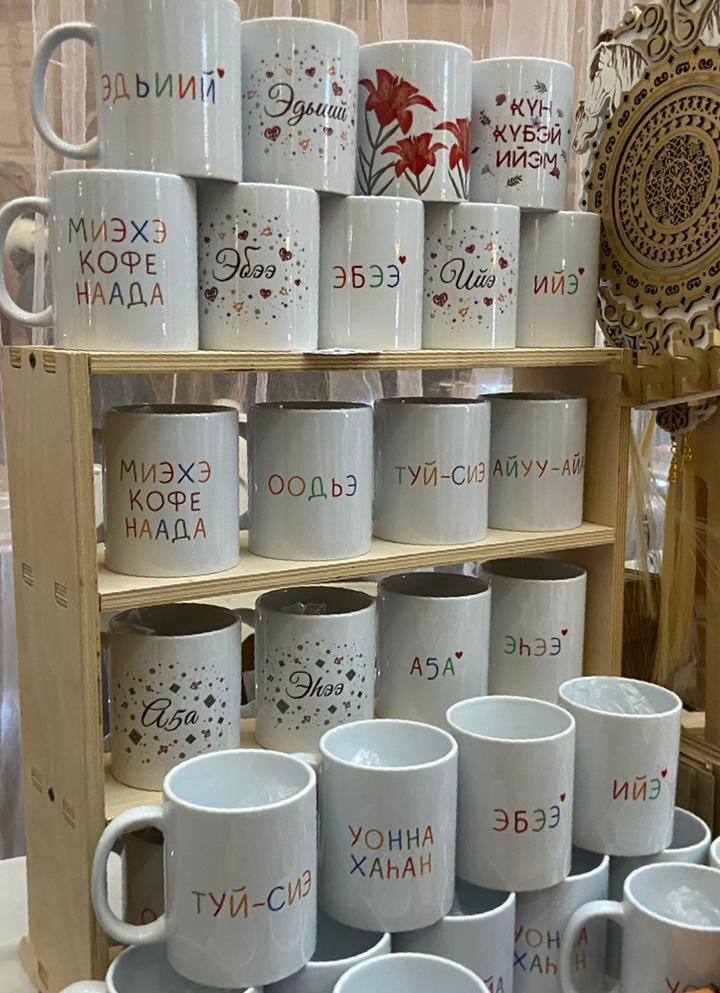 ЭДЬИИЙ
Эдьиий
КҮН
КҮБЭЙ
ИЙЭМ
МИЭХЭ
КОФЕ
НААДА
Эбээ
ЭБЭЭ
Ийэ
ИЙЭ
МИЭХЭ
КОФЕ
НААДА
ООДЬЭ
ТУЙ-СИЭ
АЙУУ-АЙА
Аҕа
Эһээ
АҔА
ЭҺЭЭ
ТУЙ-СИЭ
УОННА
ХАҺАН
ЭБЭЭ
ИЙЭ